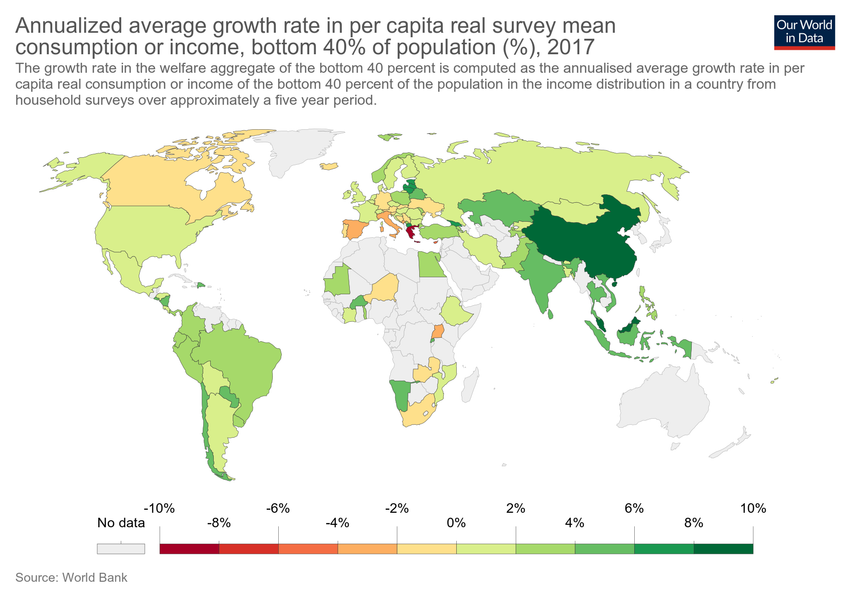 Annualized average growth rate in per capita real survey mean
consumption or income, bottom 40% of population (%), 2017
Our World
in Data
The growth rate in the welfare aggregate of the bottom 40 percent is computed as the annualised average growth rate in per
capita real consumption or income of the bottom 40 percent of the population in the income distribution in a country from
household surveys over approximately a five year period.
No data
-10%
-8%
-6%
-4%
-2%
0%
2%
4%
6%
8%
10%
Source: World Bank